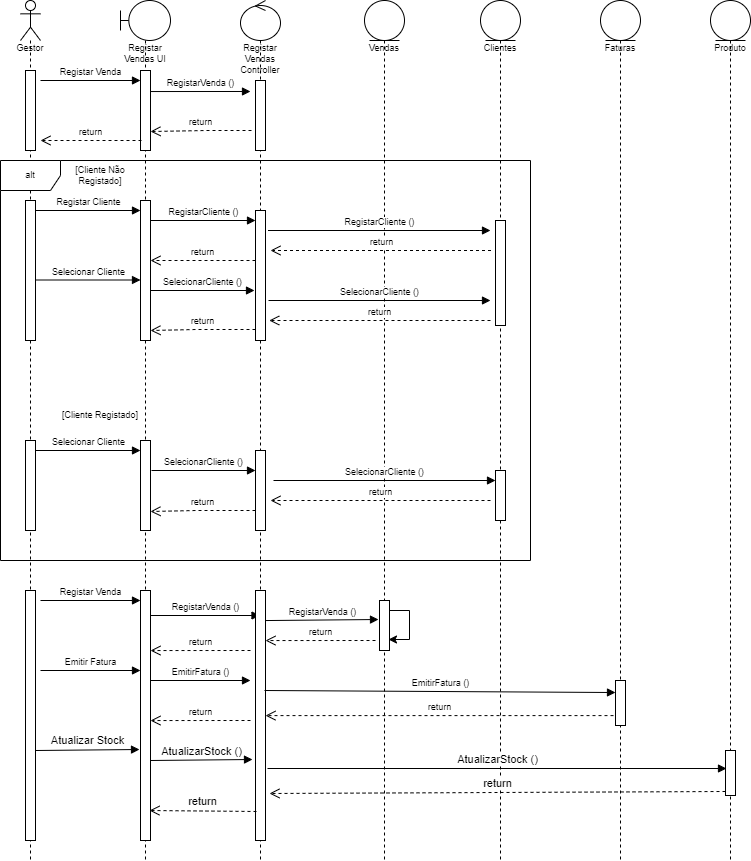 Gestor
Registar
Vendas UI
Registar
Vendas
Controller
Vendas
Clientes
Faturas
Produto
Registar Venda
RegistarVenda ()
return
return
alt
[Cliente Não
Registado]
Registar Cliente
RegistarCliente ()
RegistarCliente ()
return
return
Selecionar Cliente
SelecionarCliente ()
SelecionarCliente ()
return
return
[Cliente Registado]
Selecionar Cliente
SelecionarCliente ()
SelecionarCliente ()
return
return
Registar Venda
RegistarVenda ()
RegistarVenda ()
return
return
Emitir Fatura
EmitirFatura ()
EmitirFatura ()
return
return
Atualizar Stock
AtualizarStock ()
AtualizarStock ()
return
return